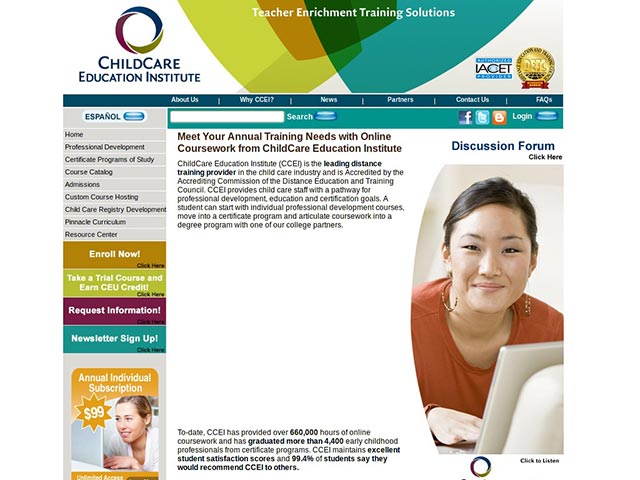 Teacher Enrichment Training Solutions
CHILDCARE
EDUCATION INSTITUTE
AUTHORIZED
IACET
PROVIDER
DETC
About Us | Why CCEI? | News | Partners | Contact Us | FAQs
ESPAÑOL
Search
Login
Home
Professional Development
Certificate Programs of Study
Course Catalog
Admissions
Custom Course Hosting
Child Care Registry Development
Pinnacle Curriculum
Resource Center
Enroll Now!
Click Here
Take a Trial Course and
Earn CEU Credit!
Click Here
Request Information!
Click Here
Newsletter Sign Up!
Click Here
Annual Individual
Subscription
$99
Unlimited Access
Meet Your Annual Training Needs with Online
Coursework from ChildCare Education Institute
ChildCare Education Institute (CCEI) is the leading distance
training provider in the child care industry and is Accredited by the
Accrediting Commission of the Distance Education and Training
Council. CCEI provides child care staff with a pathway for
professional development, education and certification goals. A
student can start with individual professional development courses,
move into a certificate program and articulate coursework into a
degree program with one of our college partners.
To-date, CCEI has provided over 660,000 hours of online
coursework and has graduated more than 4,400 early childhood
professionals from certificate programs. CCEI maintains excellent
student satisfaction scores and 99.4% of students say they
would recommend CCEI to others.
Discussion Forum
Click Here
Click to Listen